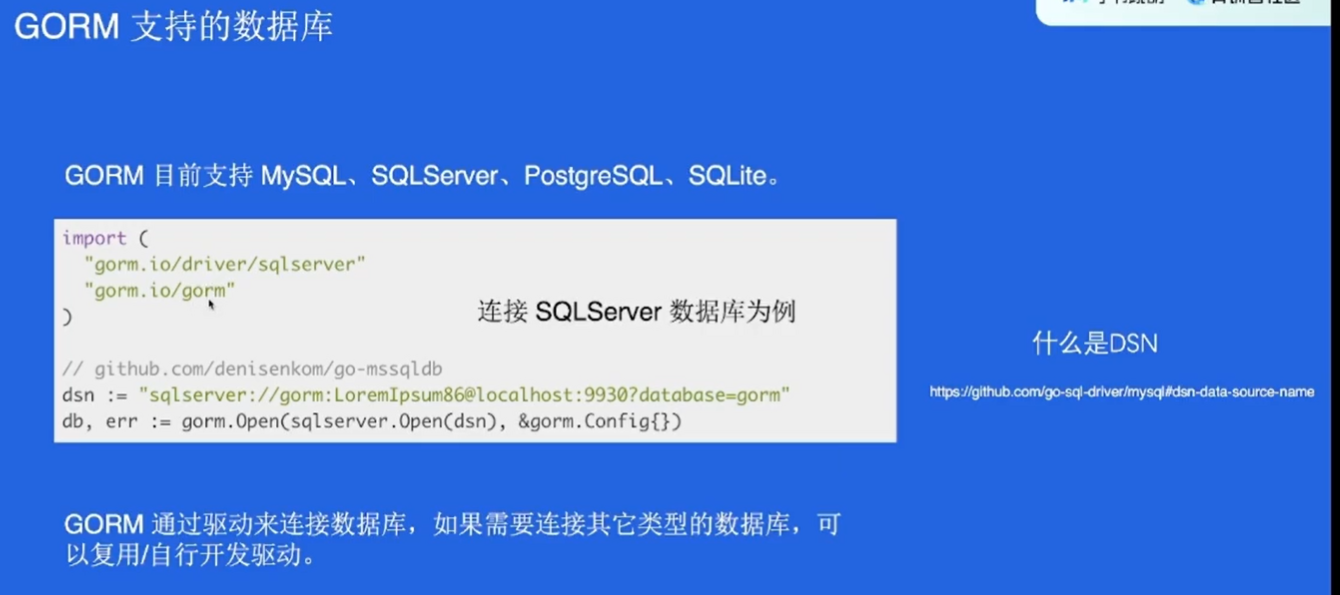 GORM 支持的数据库
GORM 目前支持 MySQL、SQLServer、PostgreSQL、SQLite。
import (
"gorm.io/driver/sqlserver"
"gorm.io/gorm"
)
连接 SQLServer 数据库为例
// github.com/denisenkom/go-mssqldb
dsn := "sqlserver://gorm:LoremIpsum86@localhost:9930?database=gorm"
db, err := gorm.Open(sqlserver.Open(dsn), &gorm.Config{})
什么是DSN
https://github.com/go-sql-driver/mysql#dsn-data-source-name
GORM 通过驱动来连接数据库，如果需要连接其它类型的数据库，可
以复用/自行开发驱动。